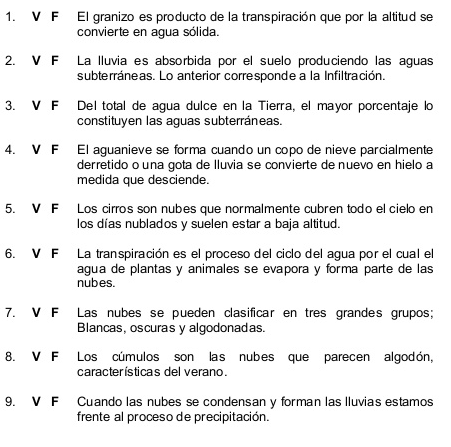 1. V F El granizo es producto de la transpiración que por la altitud se
convierte en agua sólida.
2. V F La lluvia es absorbida por el suelo produciendo las aguas
subterráneas. Lo anterior corresponde a la Infiltración.
3. V F Del total de agua dulce en la Tierra, el mayor porcentaje lo
constituyen las aguas subterráneas.
4. V F El aguanieve se forma cuando un copo de nieve parcialmente
derretido o una gota de lluvia se convierte de nuevo en hielo a
medida que desciende.
5. V F Los cirros son nubes que normalmente cubren todo el cielo en
los días nublados y suelen estar a baja altitud.
6. V F La transpiración es el proceso del ciclo del agua por el cual el
agua de plantas y animales se evapora y forma parte de las
nubes.
7. V F Las nubes se pueden clasificar en tres grandes grupos;
Blancas, oscuras y algodonadas.
8. V F Los cúmulos son las nubes que parecen algodón,
características del verano.
9. V F Cuando las nubes se condensan y forman las lluvias estamos
frente al proceso de precipitación.